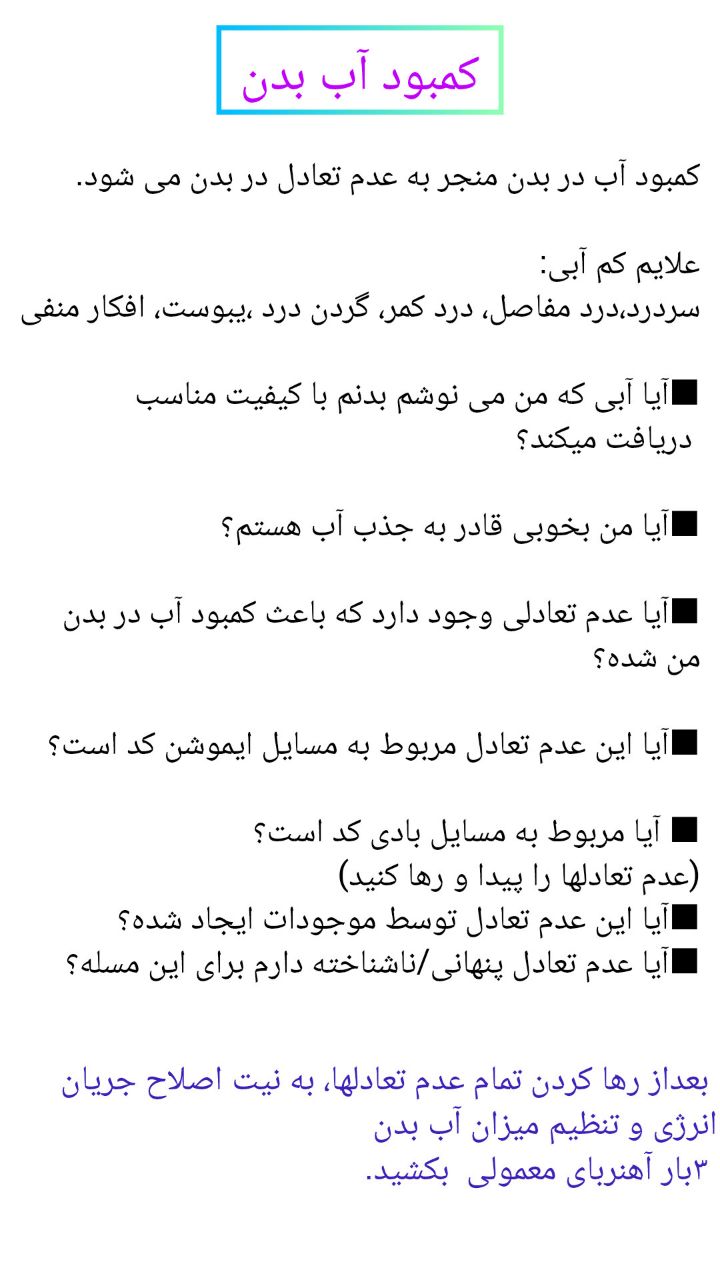 کمبود آب بدن
کمبود آب در بدن منجر به عدم تعادل در بدن می شود.
علایم کم آبی:
سردرد،درد مفاصل، درد کمر، گردن درد ،یبوست، افکار منفی
■آیا آبی که من می نوشم بدنم با کیفیت مناسب
دریافت میکند؟
■آیا من بخوبی قادر به جذب آب هستم؟
■آیا عدم تعادلی وجود دارد که باعث کمبود آب در بدن
من شده؟
■آیا این عدم تعادل مربوط به مسایل ایموشن کد است؟
■ آیا مربوط به مسایل بادی کد است؟
(عدم تعادلها را پیدا و رها کنید)
■آیا این عدم تعادل توسط موجودات ایجاد شده؟
■آیا عدم تعادل پنهانی/ناشناخته دارم برای این مسله؟
بعداز رها کردن تمام عدم تعادلها، به نیت اصلاح جریان
انرژی و تنظیم میزان آب بدن
۳بار آهنربای معمولی  بکشید.